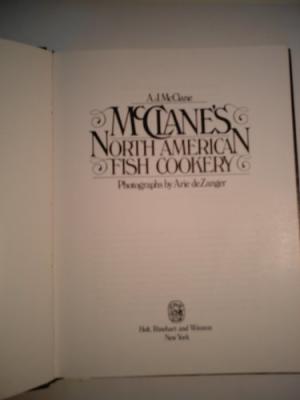 A.J. McClane
McCLANE'S
NORTH AMERICAN
FISH COOKERY
Photographs by Arie deZanger
Holt, Rinehart and Winston
New York